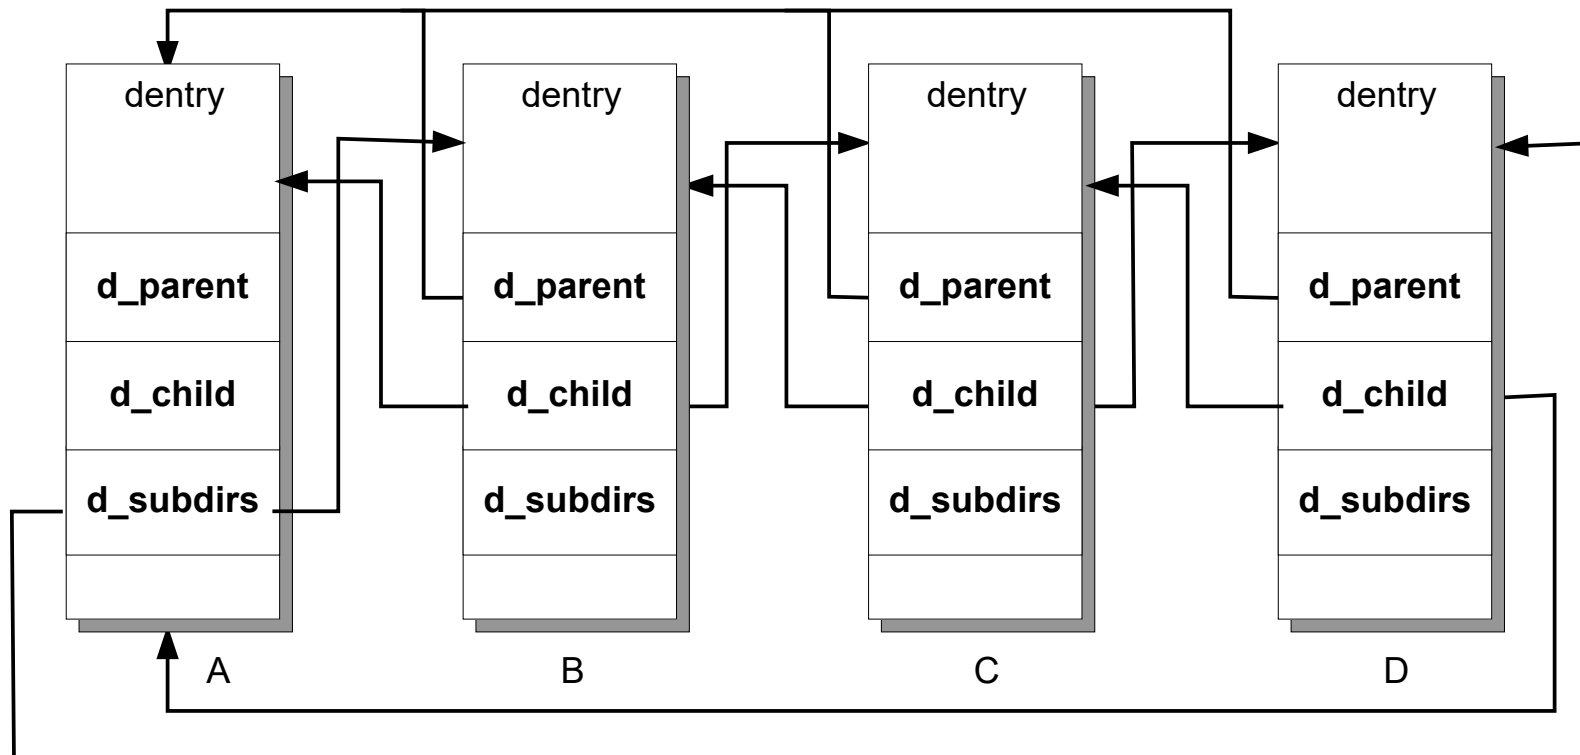 dentry dentry dentry dentry
d_parent d_parent d_parent d_parent
d_child d_child d_child d_child
d_subdirs d_subdirs d_subdirs d_subdirs
A B C D